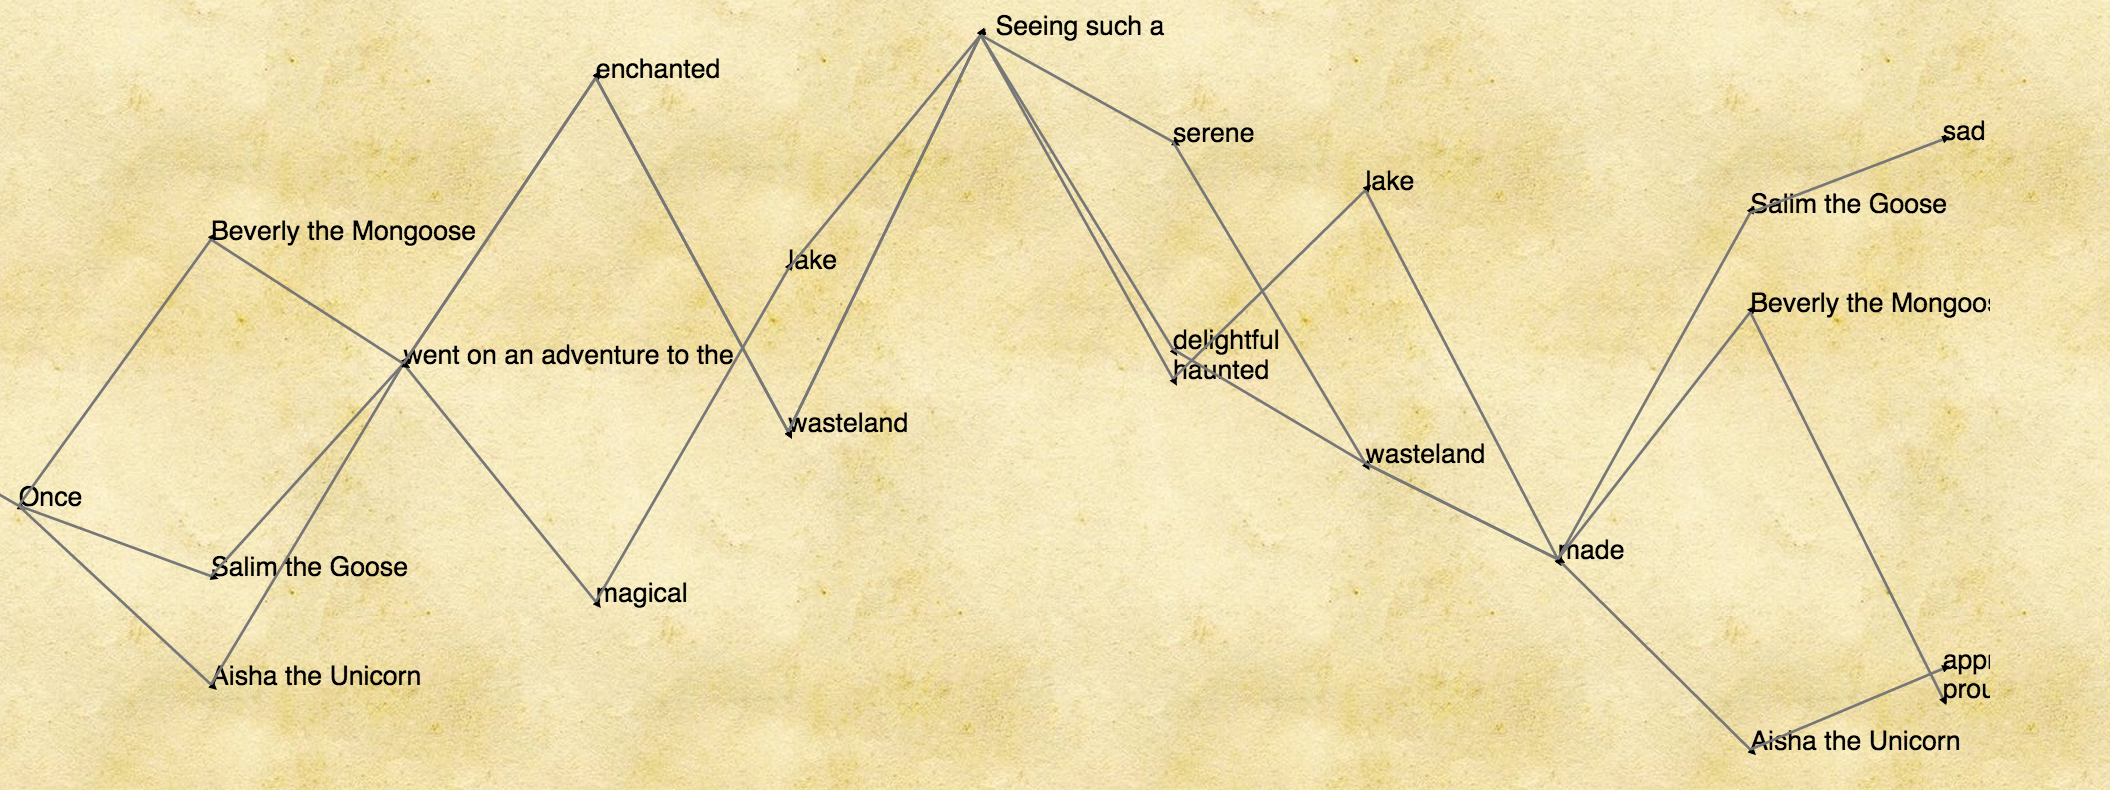 Once
Beverly the Mongoose
Salim the Goose
Aisha the Unicorn
went on an adventure to the
enchanted
magical
lake
wasteland
Seeing such a
serene
delightful
haunted
lake
wasteland
made
Salim the Goose
Beverly the Mongoo
Aisha the Unicorn
sad
app
prou